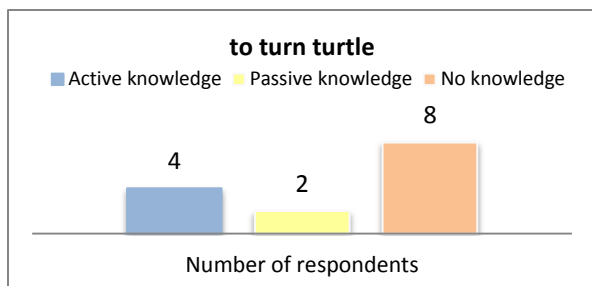 to turn turtle
Active knowledge Passive knowledge No knowledge
8
4
2
Number of respondents